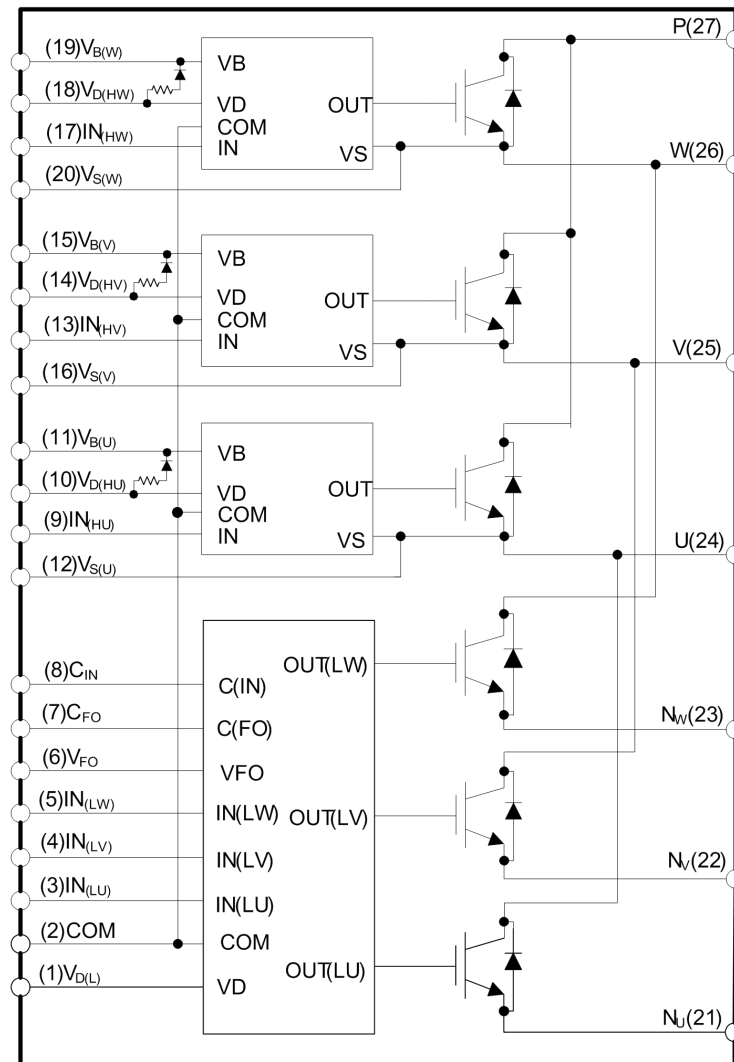 (19)VB(W)
(18)VD(HW)
(17)IN(HW)
(20)VS(W)
VB
VD
COM
IN
OUT
VS
P(27)
W(26)
(15)VB(V)
(14)VD(HV)
(13)IN(HV)
(16)VS(V)
VB
VD
COM
IN
OUT
VS
V(25)
(11)VB(U)
(10)VD(HU)
(9)IN(HU)
(12)VS(U)
VB
VD
COM
IN
OUT
VS
U(24)
(8)CIN
(7)CFO
(6)VFO
(5)IN(LW)
(4)IN(LV)
(3)IN(LU)
(2)COM
(1)VD(L)
C(IN)
C(FO)
VFO
IN(LW)
IN(LV)
IN(LU)
COM
VD
OUT(LW)
OUT(LV)
OUT(LU)
NW(23)
NV(22)
NU(21)